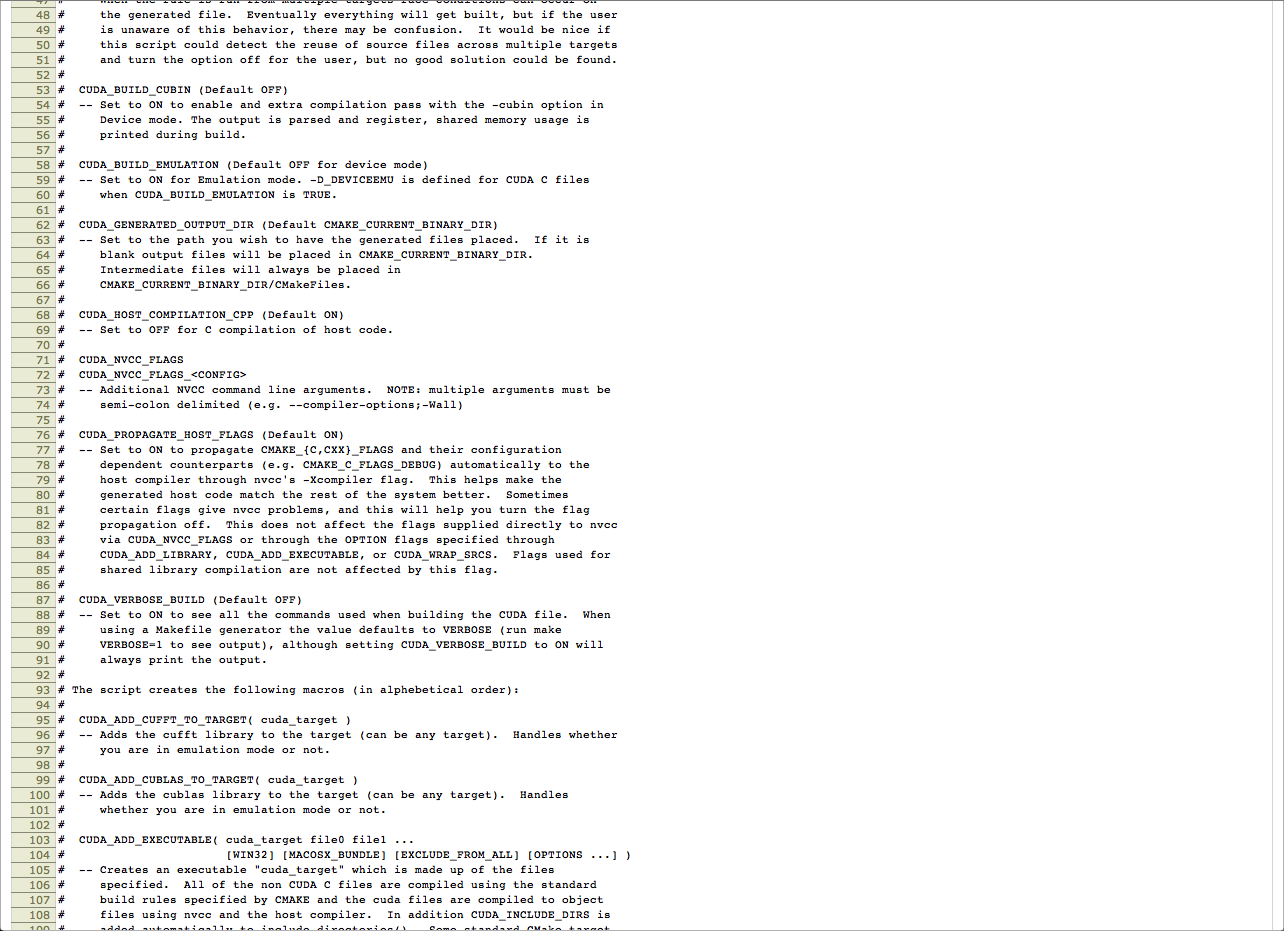 47 # when the rule is run from multiple targets race conditions can occur on
48 #     the generated file.  Eventually everything will get built, but if the user
49 #     is unaware of this behavior, there may be confusion.  It would be nice if
50 #     this script could detect the reuse of source files across multiple targets
51 #     and turn the option off for the user, but no good solution could be found.
52 #
53 #  CUDA_BUILD_CUBIN (Default OFF)
54 #  -- Set to ON to enable and extra compilation pass with the -cubin option in
55 #     Device mode. The output is parsed and register, shared memory usage is
56 #     printed during build.
57 #
58 #  CUDA_BUILD_EMULATION (Default OFF for device mode)
59 #  -- Set to ON for Emulation mode. -D_DEVICEEMU is defined for CUDA C files
60 #     when CUDA_BUILD_EMULATION is TRUE.
61 #
62 #  CUDA_GENERATED_OUTPUT_DIR (Default CMAKE_CURRENT_BINARY_DIR)
63 #  -- Set to the path you wish to have the generated files placed.  If it is
64 #     blank output files will be placed in CMAKE_CURRENT_BINARY_DIR.
65 #     Intermediate files will always be placed in
66 #     CMAKE_CURRENT_BINARY_DIR/CMakeFiles.
67 #
68 #  CUDA_HOST_COMPILATION_CPP (Default ON)
69 #  -- Set to OFF for C compilation of host code.
70 #
71 #  CUDA_NVCC_FLAGS
72 #  CUDA_NVCC_FLAGS_<CONFIG>
73 #  -- Additional NVCC command line arguments.  NOTE: multiple arguments must be
74 #     semi-colon delimited (e.g. --compiler-options;-Wall)
75 #
76 #  CUDA_PROPAGATE_HOST_FLAGS (Default ON)
77 #  -- Set to ON to propagate CMAKE_{C,CXX}_FLAGS and their configuration
78 #     dependent counterparts (e.g. CMAKE_C_FLAGS_DEBUG) automatically to the
79 #     host compiler through nvcc's -Xcompiler flag.  This helps make the
80 #     generated host code match the rest of the system better.  Sometimes
81 #     certain flags give nvcc problems, and this will help you turn the flag
82 #     propagation off.  This does not affect the flags supplied directly to nvcc
83 #     via CUDA_NVCC_FLAGS or through the OPTION flags specified through
84 #     CUDA_ADD_LIBRARY, CUDA_ADD_EXECUTABLE, or CUDA_WRAP_SRCS.  Flags used for
85 #     shared library compilation are not affected by this flag.
86 #
87 #  CUDA_VERBOSE_BUILD (Default OFF)
88 #  -- Set to ON to see all the commands used when building the CUDA file.  When
89 #     using a Makefile generator the value defaults to VERBOSE (run make
90 #     VERBOSE=1 to see output), although setting CUDA_VERBOSE_BUILD to ON will
91 #     always print the output.
92 #
93 # The script creates the following macros (in alphabetical order):
94 #
95 #  CUDA_ADD_CUFFT_TO_TARGET( cuda_target )
96 #  -- Adds the cufft library to the target (can be any target).  Handles whether
97 #     you are in emulation mode or not.
98 #
99 #  CUDA_ADD_CUBLAS_TO_TARGET( cuda_target )
100 #  -- Adds the cublas library to the target (can be any target).  Handles
101 #     whether you are in emulation mode or not.
102 #
103 #  CUDA_ADD_EXECUTABLE( cuda_target file0 file1 ...
104 #                       [WIN32] [MACOSX_BUNDLE] [EXCLUDE_FROM_ALL] [OPTIONS ...] )
105 #  -- Creates an executable "cuda_target" which is made up of the files
106 #     specified.  All of the non CUDA C files are compiled using the standard
107 #     build rules specified by CMAKE and the cuda files are compiled to object
108 #     files using nvcc and the host compiler.  In addition CUDA_INCLUDE_DIRS is
109 #     added automatically to include_directories().  Some standard CMake target